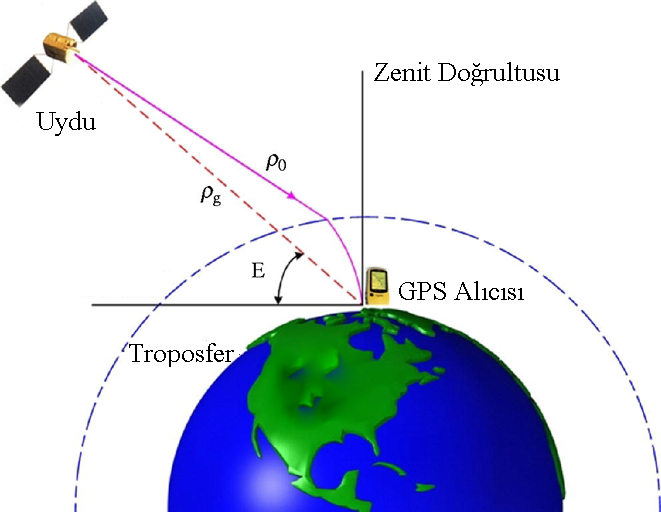 Zenit Doğrultusu
Uydu
ρ0
ρg
E
GPS Alıcısı
Troposfer